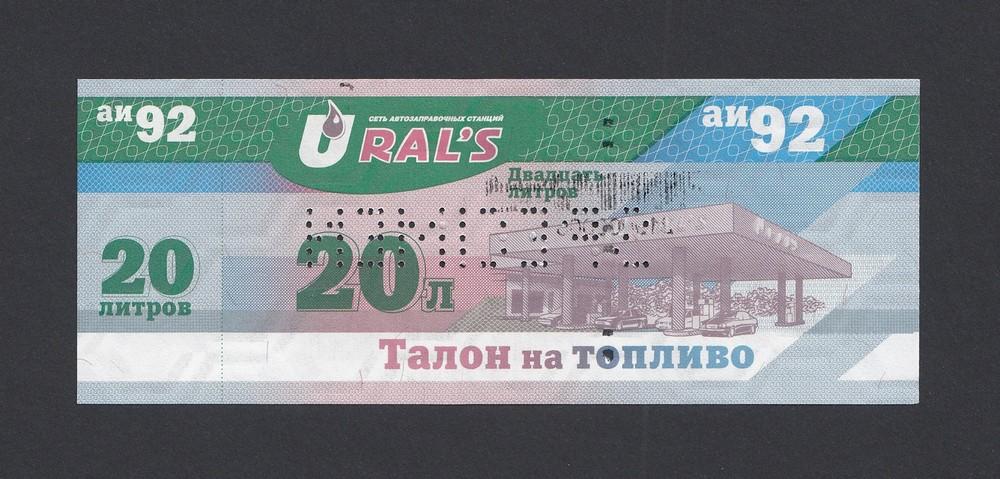 аи92
СЕТЬ АВТОЗАПРАВОЧНЫХ СТАНЦИЙ
URAL'S
аи92
Двадцать
литров
20
литров
20л
Талон на топливо